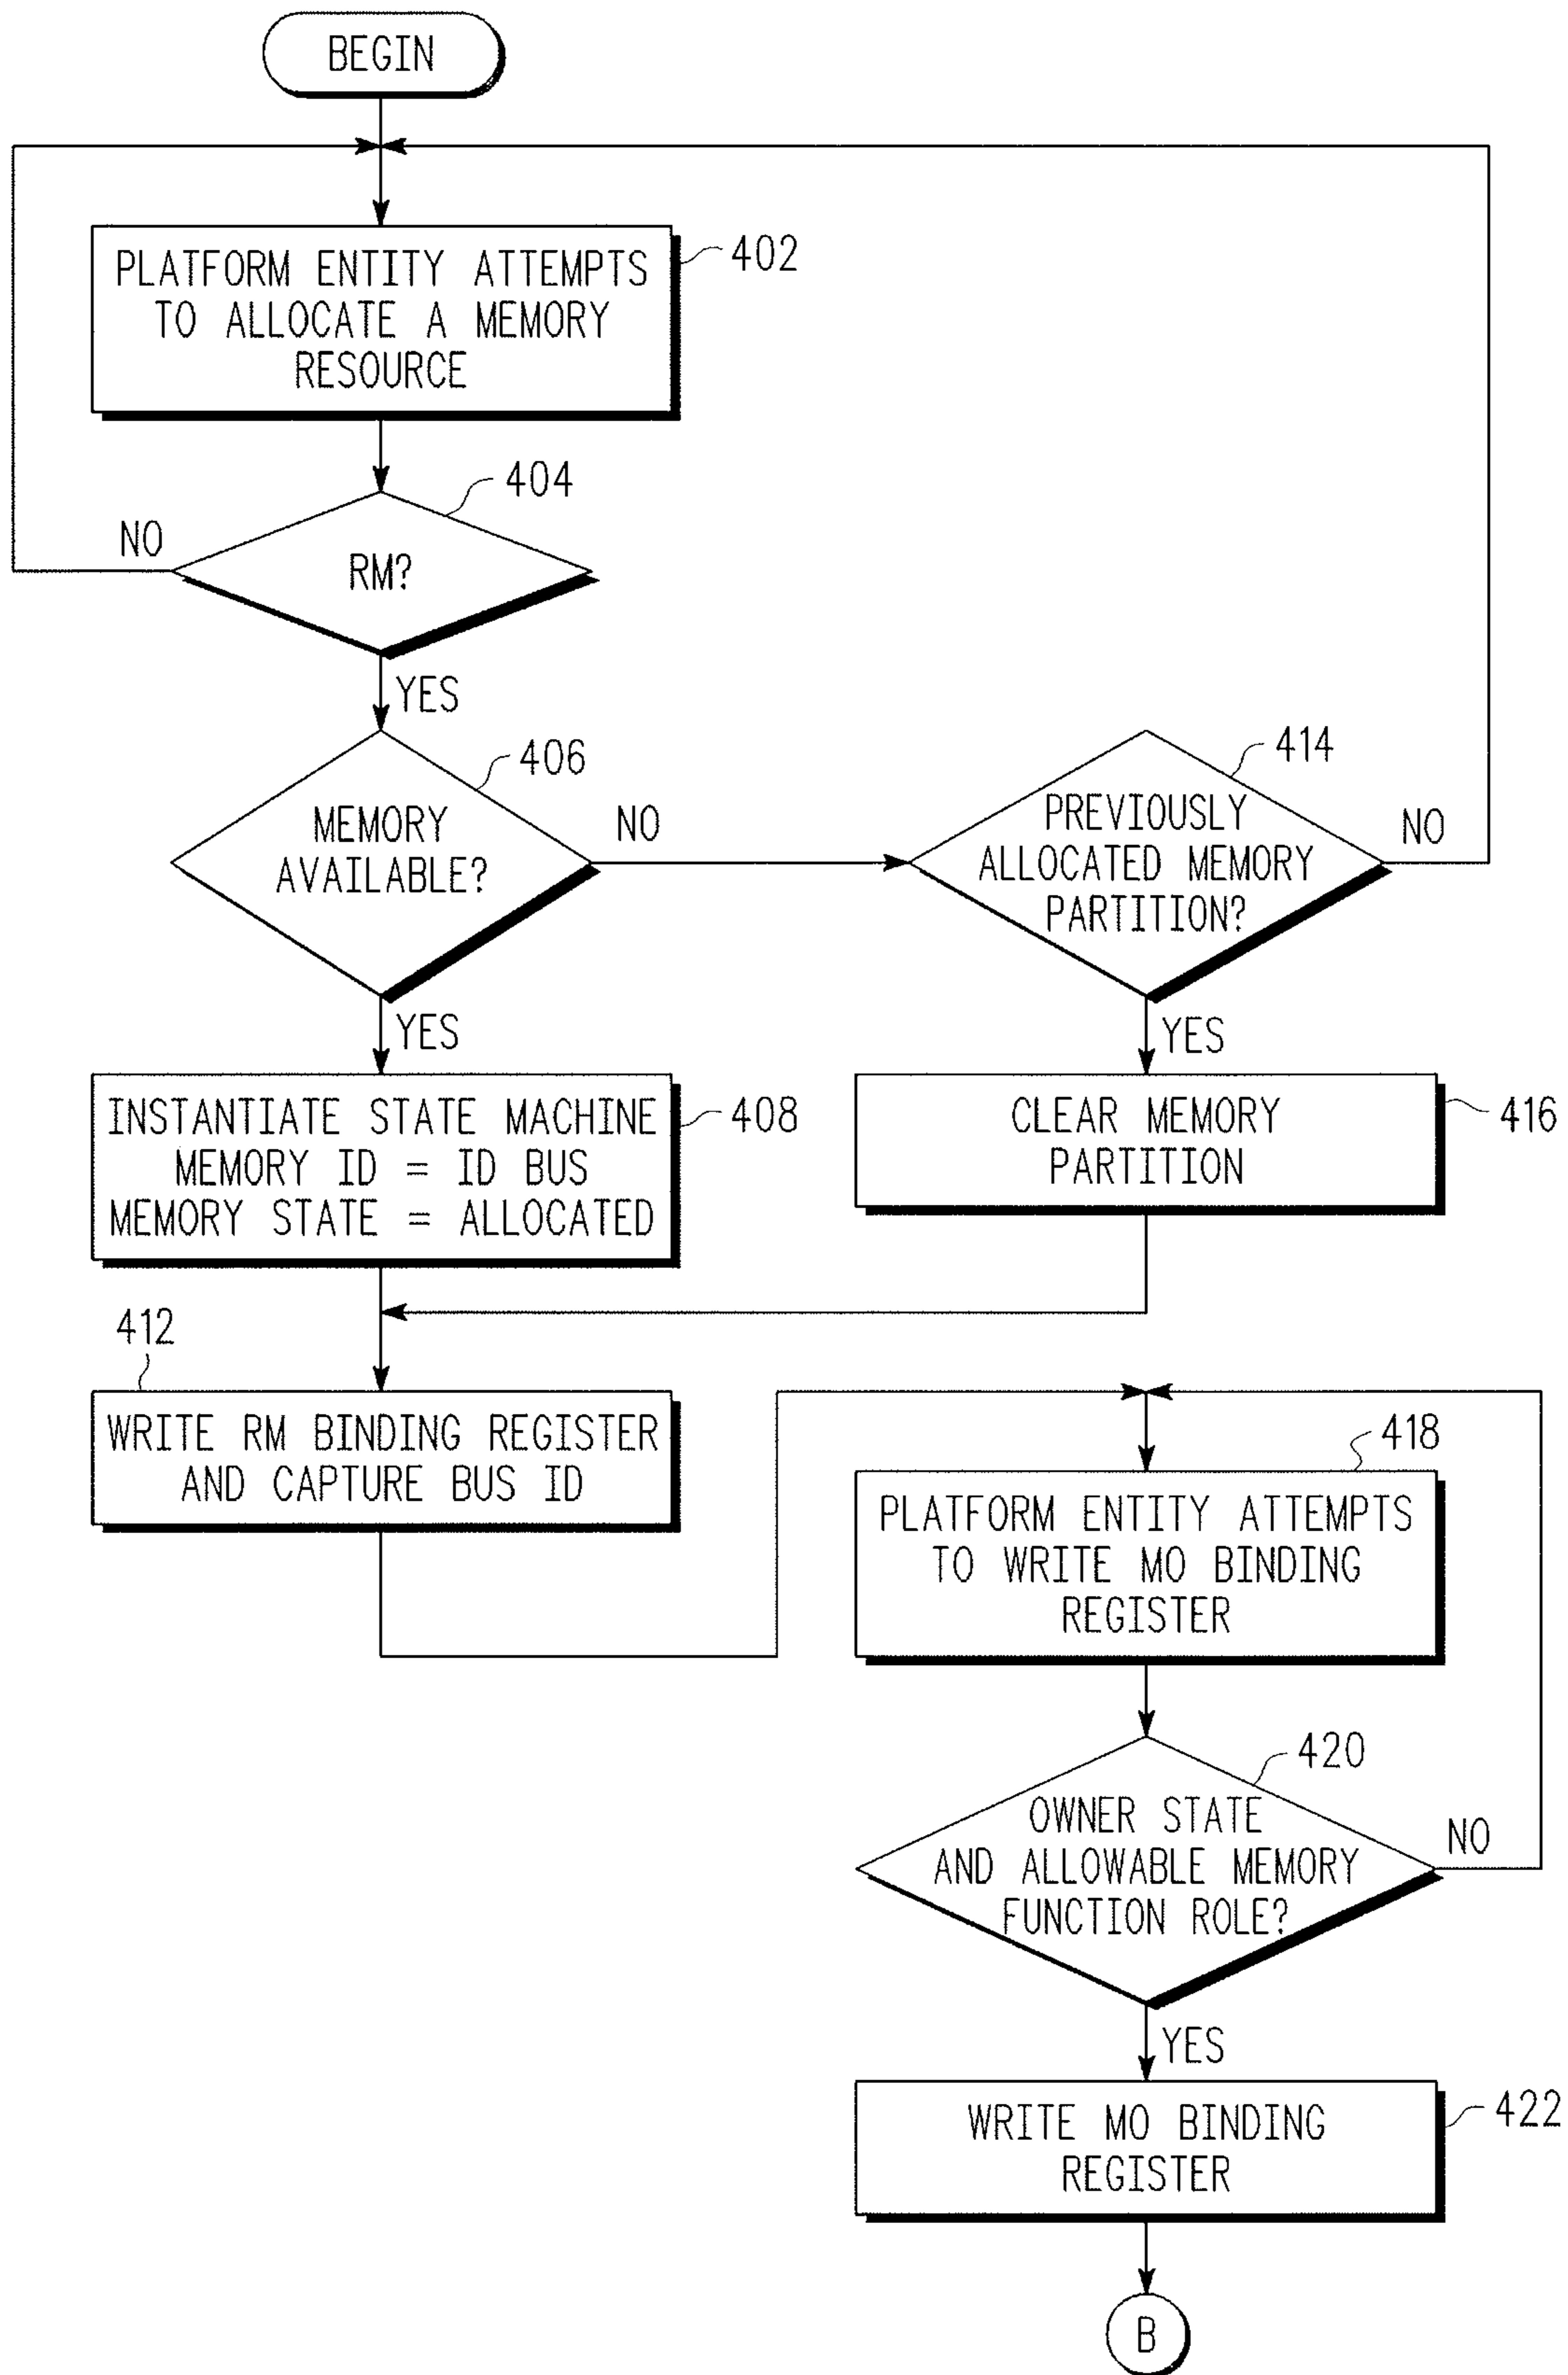 BEGIN
PLATFORM ENTITY ATTEMPTS
TO ALLOCATE A MEMORY
RESOURCE
402
404
NO
RM?
YES
406
MEMORY
AVAILABLE?
NO
414
PREVIOUSLY
ALLOCATED MEMORY
PARTITION?
NO
YES
YES
INSTANTIATE STATE MACHINE
MEMORY ID = ID BUS
MEMORY STATE = ALLOCATED
408
CLEAR MEMORY
PARTITION
416
412
WRITE RM BINDING REGISTER
AND CAPTURE BUS ID
418
PLATFORM ENTITY ATTEMPTS
TO WRITE MO BINDING
REGISTER
420
OWNER STATE
AND ALLOWABLE MEMORY
FUNCTION ROLE?
NO
YES
WRITE MO BINDING
REGISTER
422
B